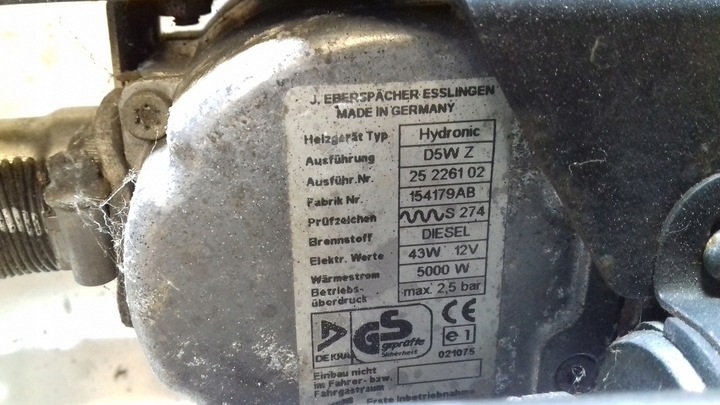 J. EBERSPÄCHER ESSLINGEN
MADE IN GERMANY
Heizgerät Typ Hydronic
Ausführung D5W Z
Ausführ.Nr. 25 2261 02
Fabrik Nr. 154179AB
Prüfzeichen S 274
Brennstoff DIESEL
Elektr. Werte 43W 12V
Wärmestrom 5000 W
Betriebs-
überdruck max. 2,5 bar
DEKRA GS geprüfte Sicherheit CE e1
021075
Einbau nicht
im Fahrer- bzw.
Fahrgastraum
Erste Inbetriebnahme